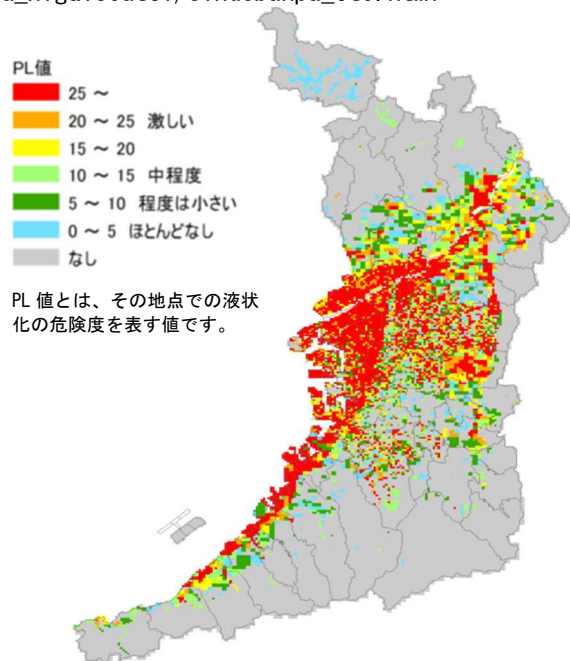 PL値
25 ～
20 ～ 25 激しい
15 ～ 20
10 ～ 15 中程度
5 ～ 10 程度は小さい
0 ～ 5 ほとんどなし
なし
PL 値とは、その地点での液状
化の危険度を表す値です。